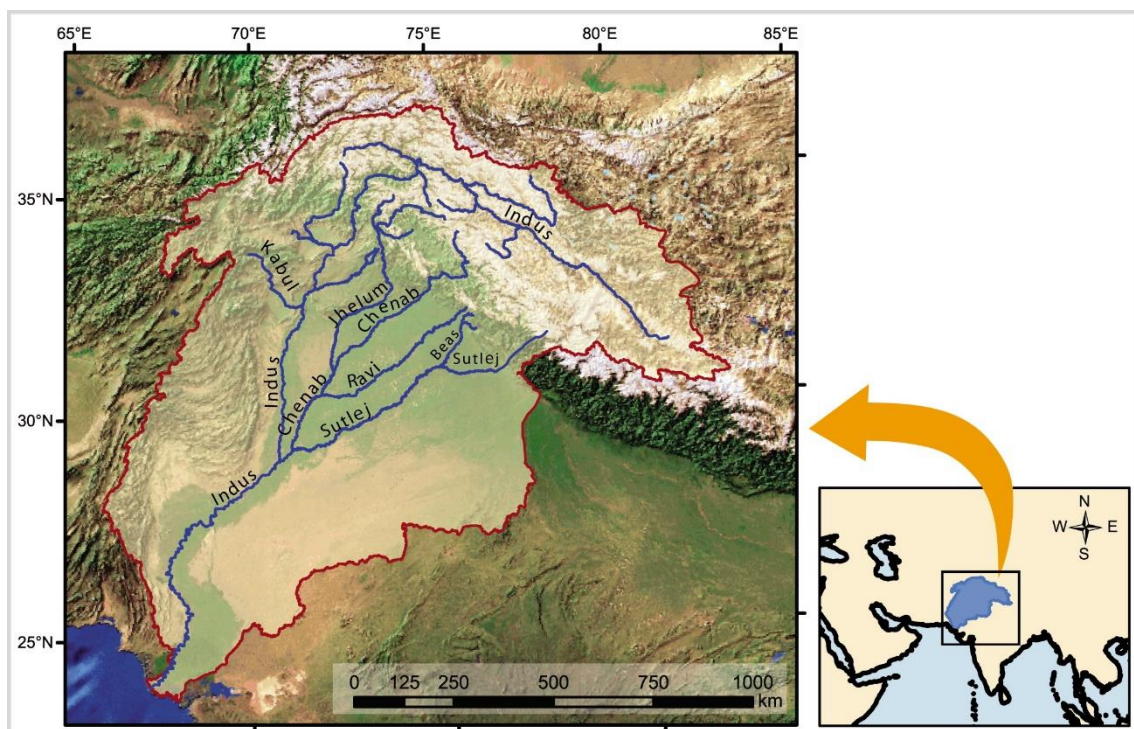 65°E 70°E 75°E 80°E 85°E
35°N
30°N
25°N
Indus
Kabul
Jhelum
Chenab
Indus
Chenab
Ravi
Beas
Sutlej
Sutlej
Indus
0 125 250 500 750 1000
km
N
W E
S